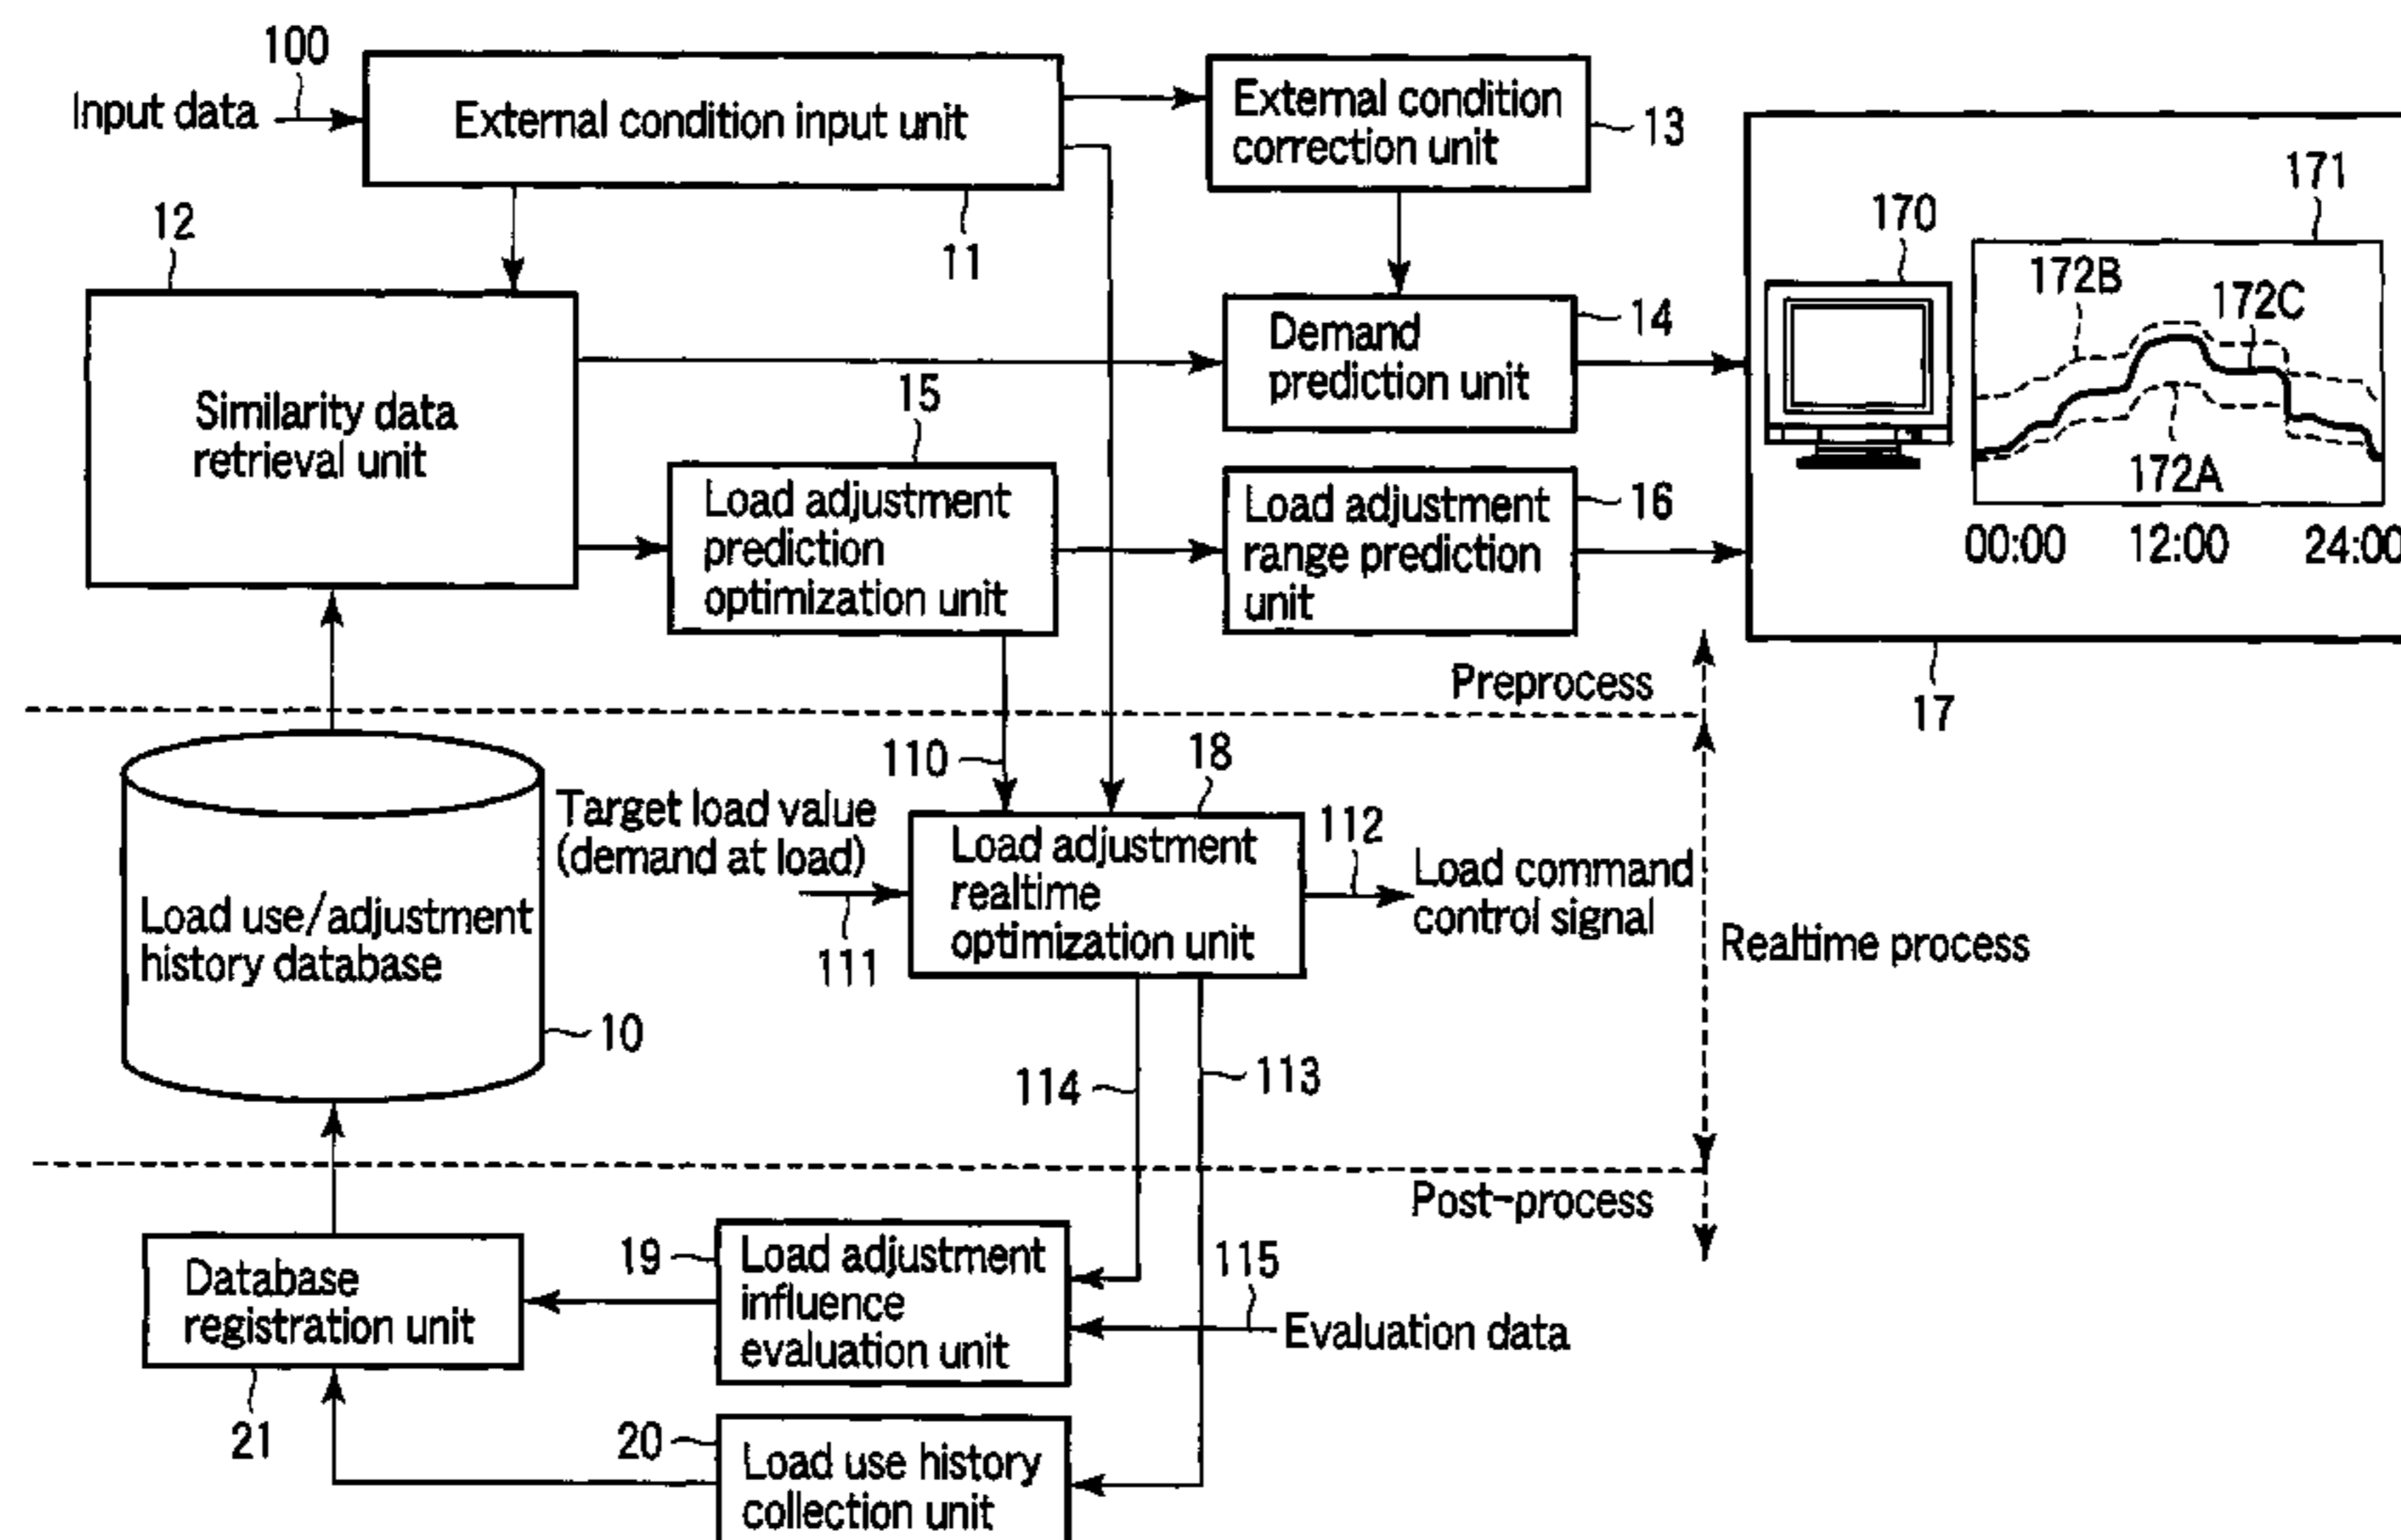 100
Input data
External condition input unit
11
External condition
correction unit
13
12
Similarity data
retrieval unit
Demand
prediction unit
14
15
Load adjustment
prediction
optimization unit
Load adjustment
range prediction
unit
16
170
171
172B
172C
172A
00:00 12:00 24:00
17
Preprocess
110
18
Target load value
(demand at load)
111
Load adjustment
realtime
optimization unit
112
Load command
control signal
Realtime process
Load use/adjustment
history database
10
114
113
Post-process
Database
registration unit
21
19
Load adjustment
influence
evaluation unit
115
Evaluation data
20
Load use history
collection unit